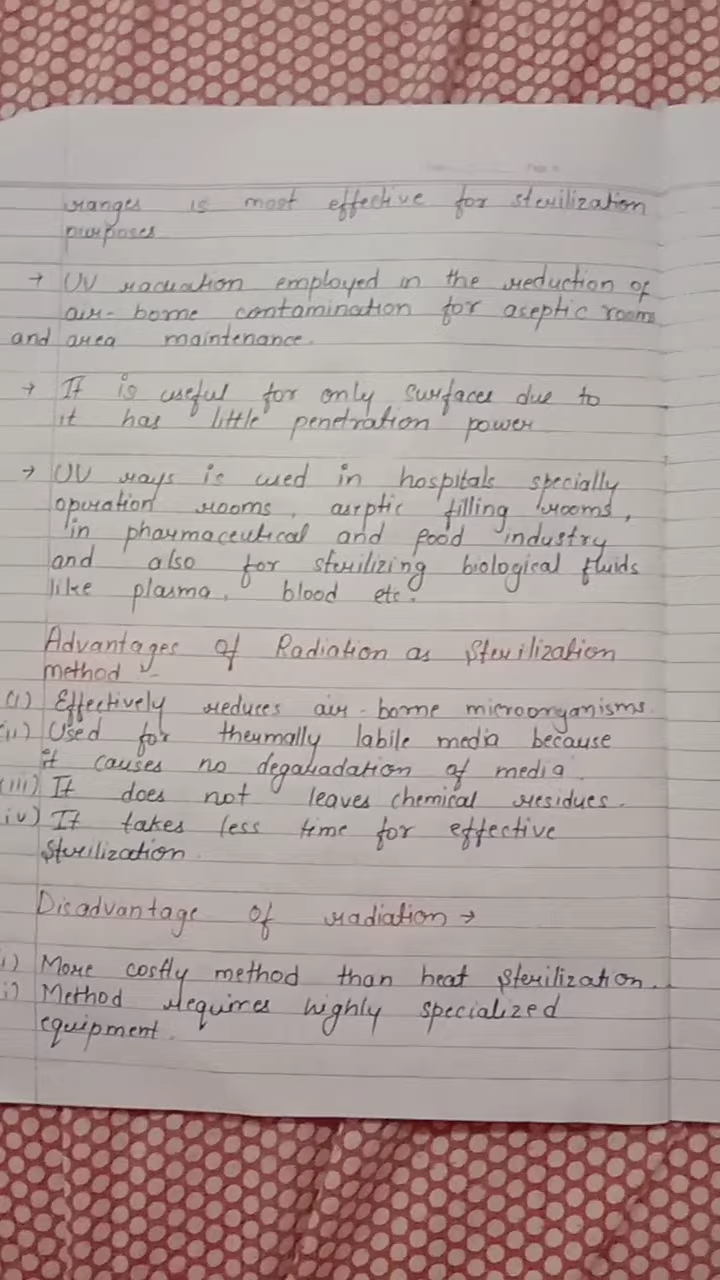 ranges is most effective for sterilization
purposes
→ UV radiation employed in the reduction of
air-borne contamination for aseptic rooms
and area maintenance.
→ It is useful for only surfaces due to
it has little penetration power
→ UV rays is used in hospitals specially
operation rooms, aseptic filling rooms,
in pharmaceutical and food industry
and also for sterilizing biological fluids
like plasma, blood etc.
Advantages of Radiation as Sterilization
method :-
(i) Effectively reduces air-borne microorganisms.
ii) Used for thermally labile media because
it causes no degaradation of media.
(iii) It does not leaves chemical residues.
iv) It takes less time for effective
Sterilization.
Disadvantage of radiation →
i) More costly method than heat sterilization.
i) Method requires highly specialized
equipment.